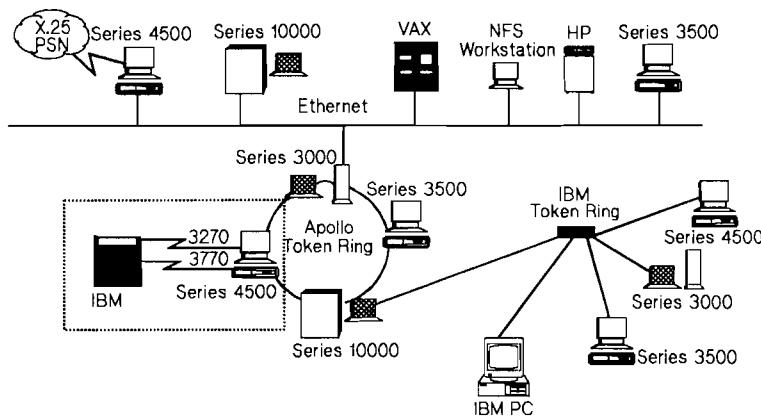 X.25
PSN
Series 4500
Series 10000
VAX
NFS
Workstation
HP
Series 3500
Ethernet
Series 3000
Series 3500
Apollo
Token Ring
IBM
Token Ring
3270
3770
IBM
Series 4500
Series 10000
Series 4500
Series 3000
Series 3500
IBM PC